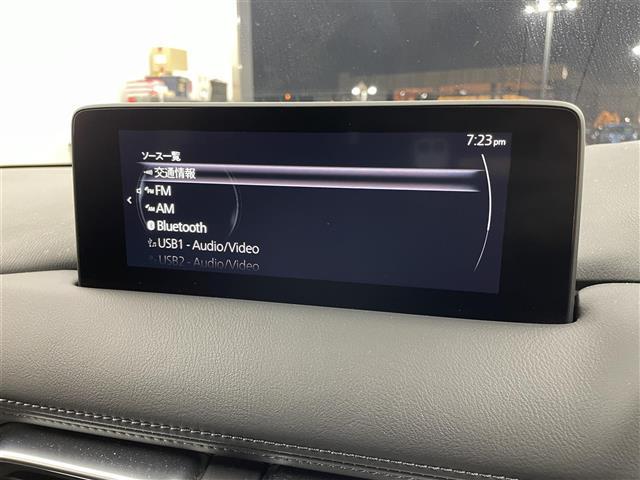 7:23pm
ソース一覧
交通情報
FM
AM
Bluetooth
USB1 - Audio/Video
USB2 - Audio/Video